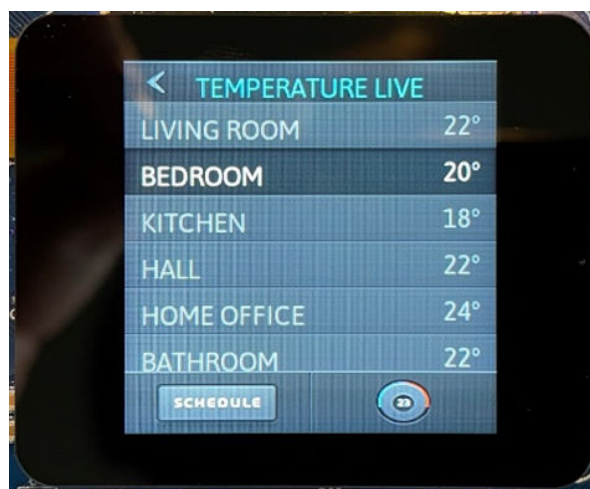 < TEMPERATURE LIVE
LIVING ROOM 22°
BEDROOM 20°
KITCHEN 18°
HALL 22°
HOME OFFICE 24°
BATHROOM 22°
SCHEDULE 23